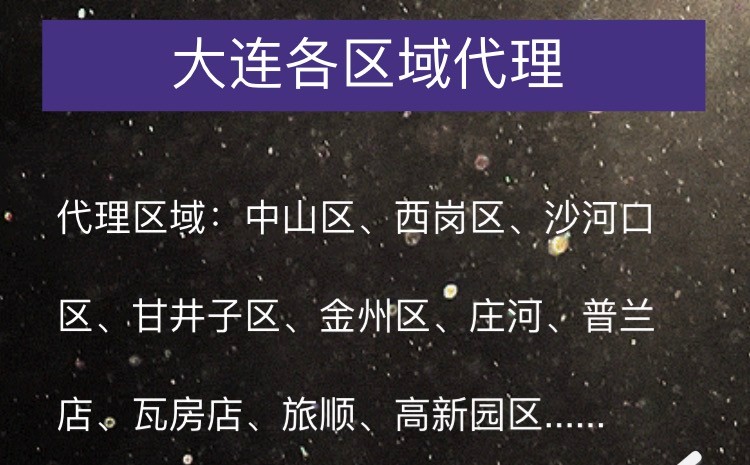 大连各区域代理
代理区域：中山区、西岗区、沙河口
区、甘井子区、金州区、庄河、普兰
店、瓦房店、旅顺、高新园区......